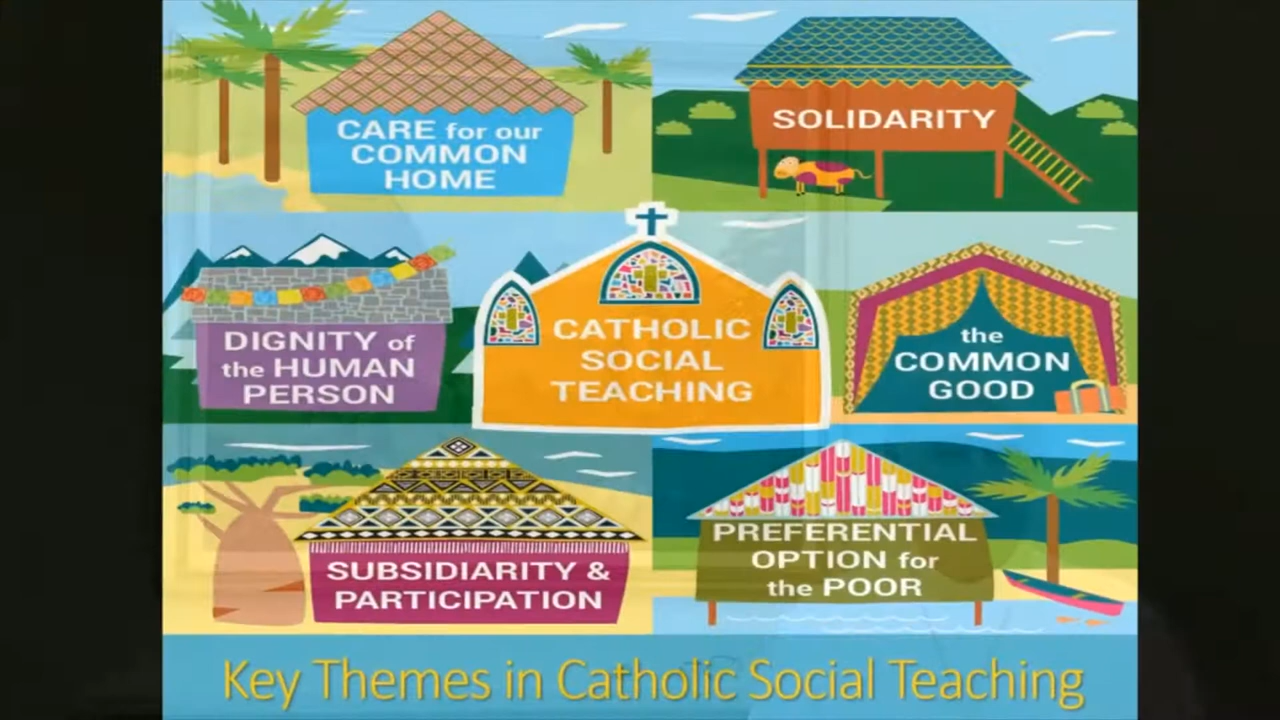 CARE for our
COMMON
HOME
SOLIDARITY
DIGNITY of
the HUMAN
PERSON
CATHOLIC
SOCIAL
TEACHING
the
COMMON
GOOD
SUBSIDIARITY &
PARTICIPATION
PREFERENTIAL
OPTION for
the POOR
Key Themes in Catholic Social Teaching